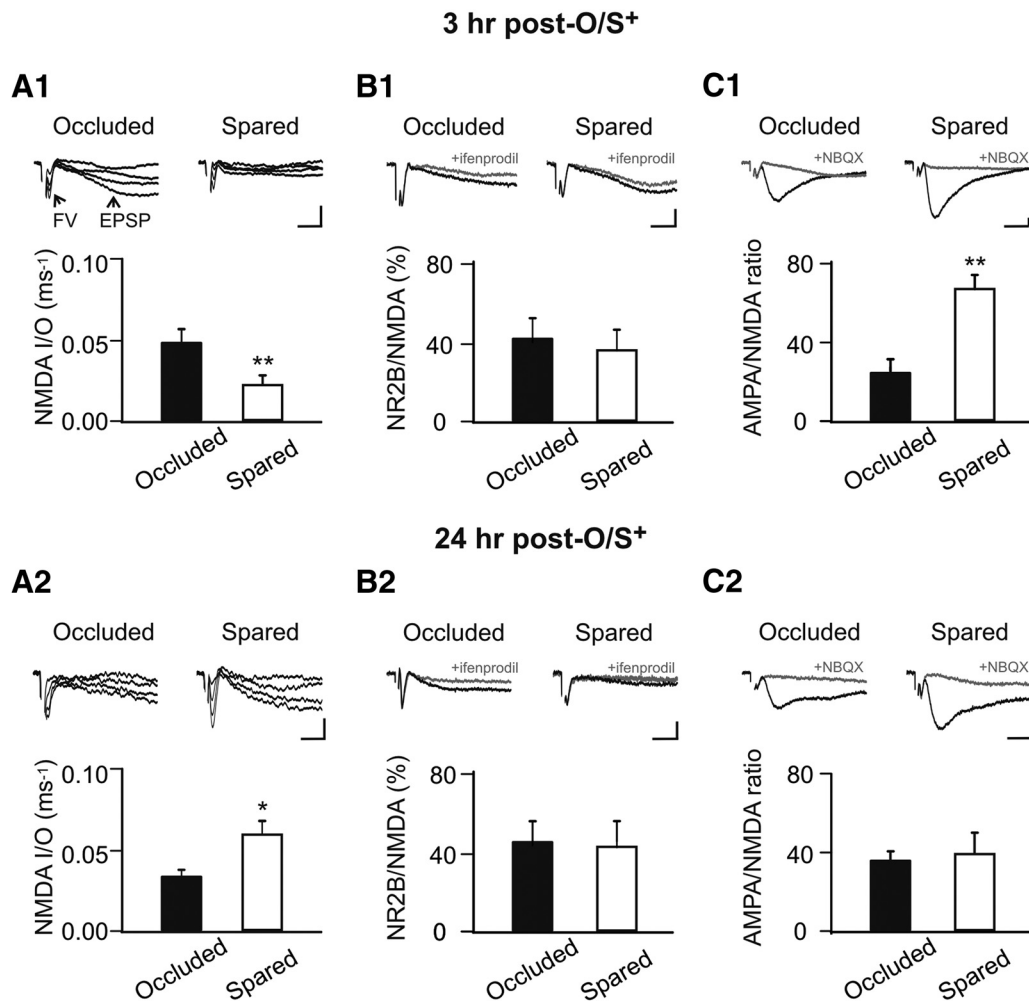 3 hr post-O/S⁺
A1
Occluded Spared
FV EPSP
NMDA I/O (ms⁻¹)
0.10
0.05
0.00
**
Occluded
Spared
B1
Occluded Spared
+ifenprodil +ifenprodil
NR2B/NMDA (%)
80
40
0
Occluded
Spared
C1
Occluded Spared
+NBQX +NBQX
AMPA/NMDA ratio
80
40
0
**
Occluded
Spared
24 hr post-O/S⁺
A2
Occluded Spared
NMDA I/O (ms⁻¹)
0.10
0.05
0.00
*
Occluded
Spared
B2
Occluded Spared
+ifenprodil +ifenprodil
NR2B/NMDA (%)
80
40
0
Occluded
Spared
C2
Occluded Spared
+NBQX +NBQX
AMPA/NMDA ratio
80
40
0
Occluded
Spared